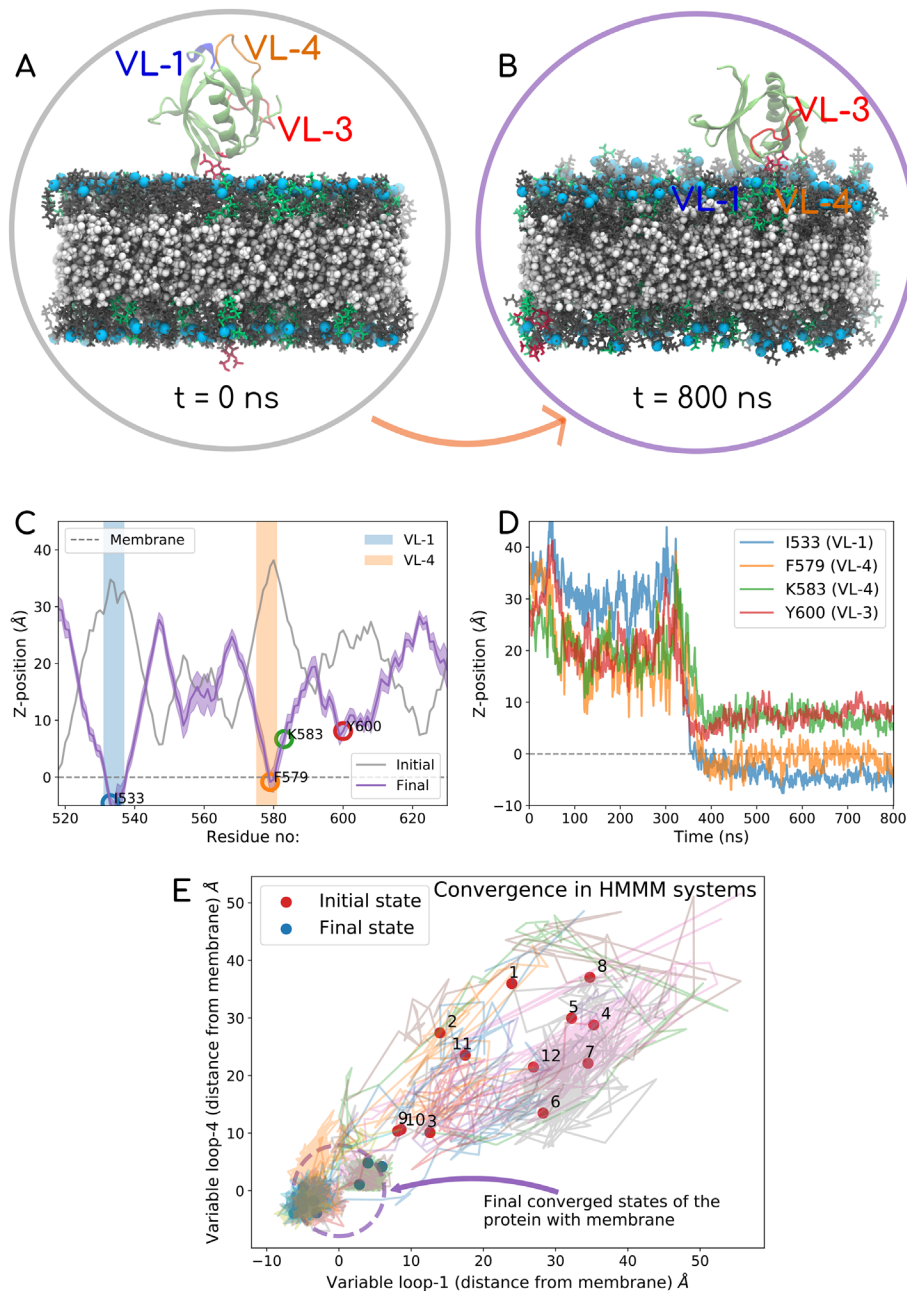 A
VL-1
VL-4
VL-3
t = 0 ns
B
VL-3
VL-1
VL-4
t = 800 ns
C
Membrane
VL-1
VL-4
40
30
20
10
0
Z-position (Å)
I533
F579
K583
Y600
Initial
Final
520
540
560
580
600
620
Residue no:
D
I533 (VL-1)
F579 (VL-4)
K583 (VL-4)
Y600 (VL-3)
40
30
20
10
0
−10
Z-position (Å)
0
100
200
300
400
500
600
700
800
Time (ns)
E
Initial state
Final state
Convergence in HMMM systems
50
40
30
20
10
0
Variable loop-4 (distance from membrane) Å
1
8
2
5
4
11
12
7
6
9
10
3
Final converged states of the
protein with membrane
−10
0
10
20
30
40
50
Variable loop-1 (distance from membrane) Å